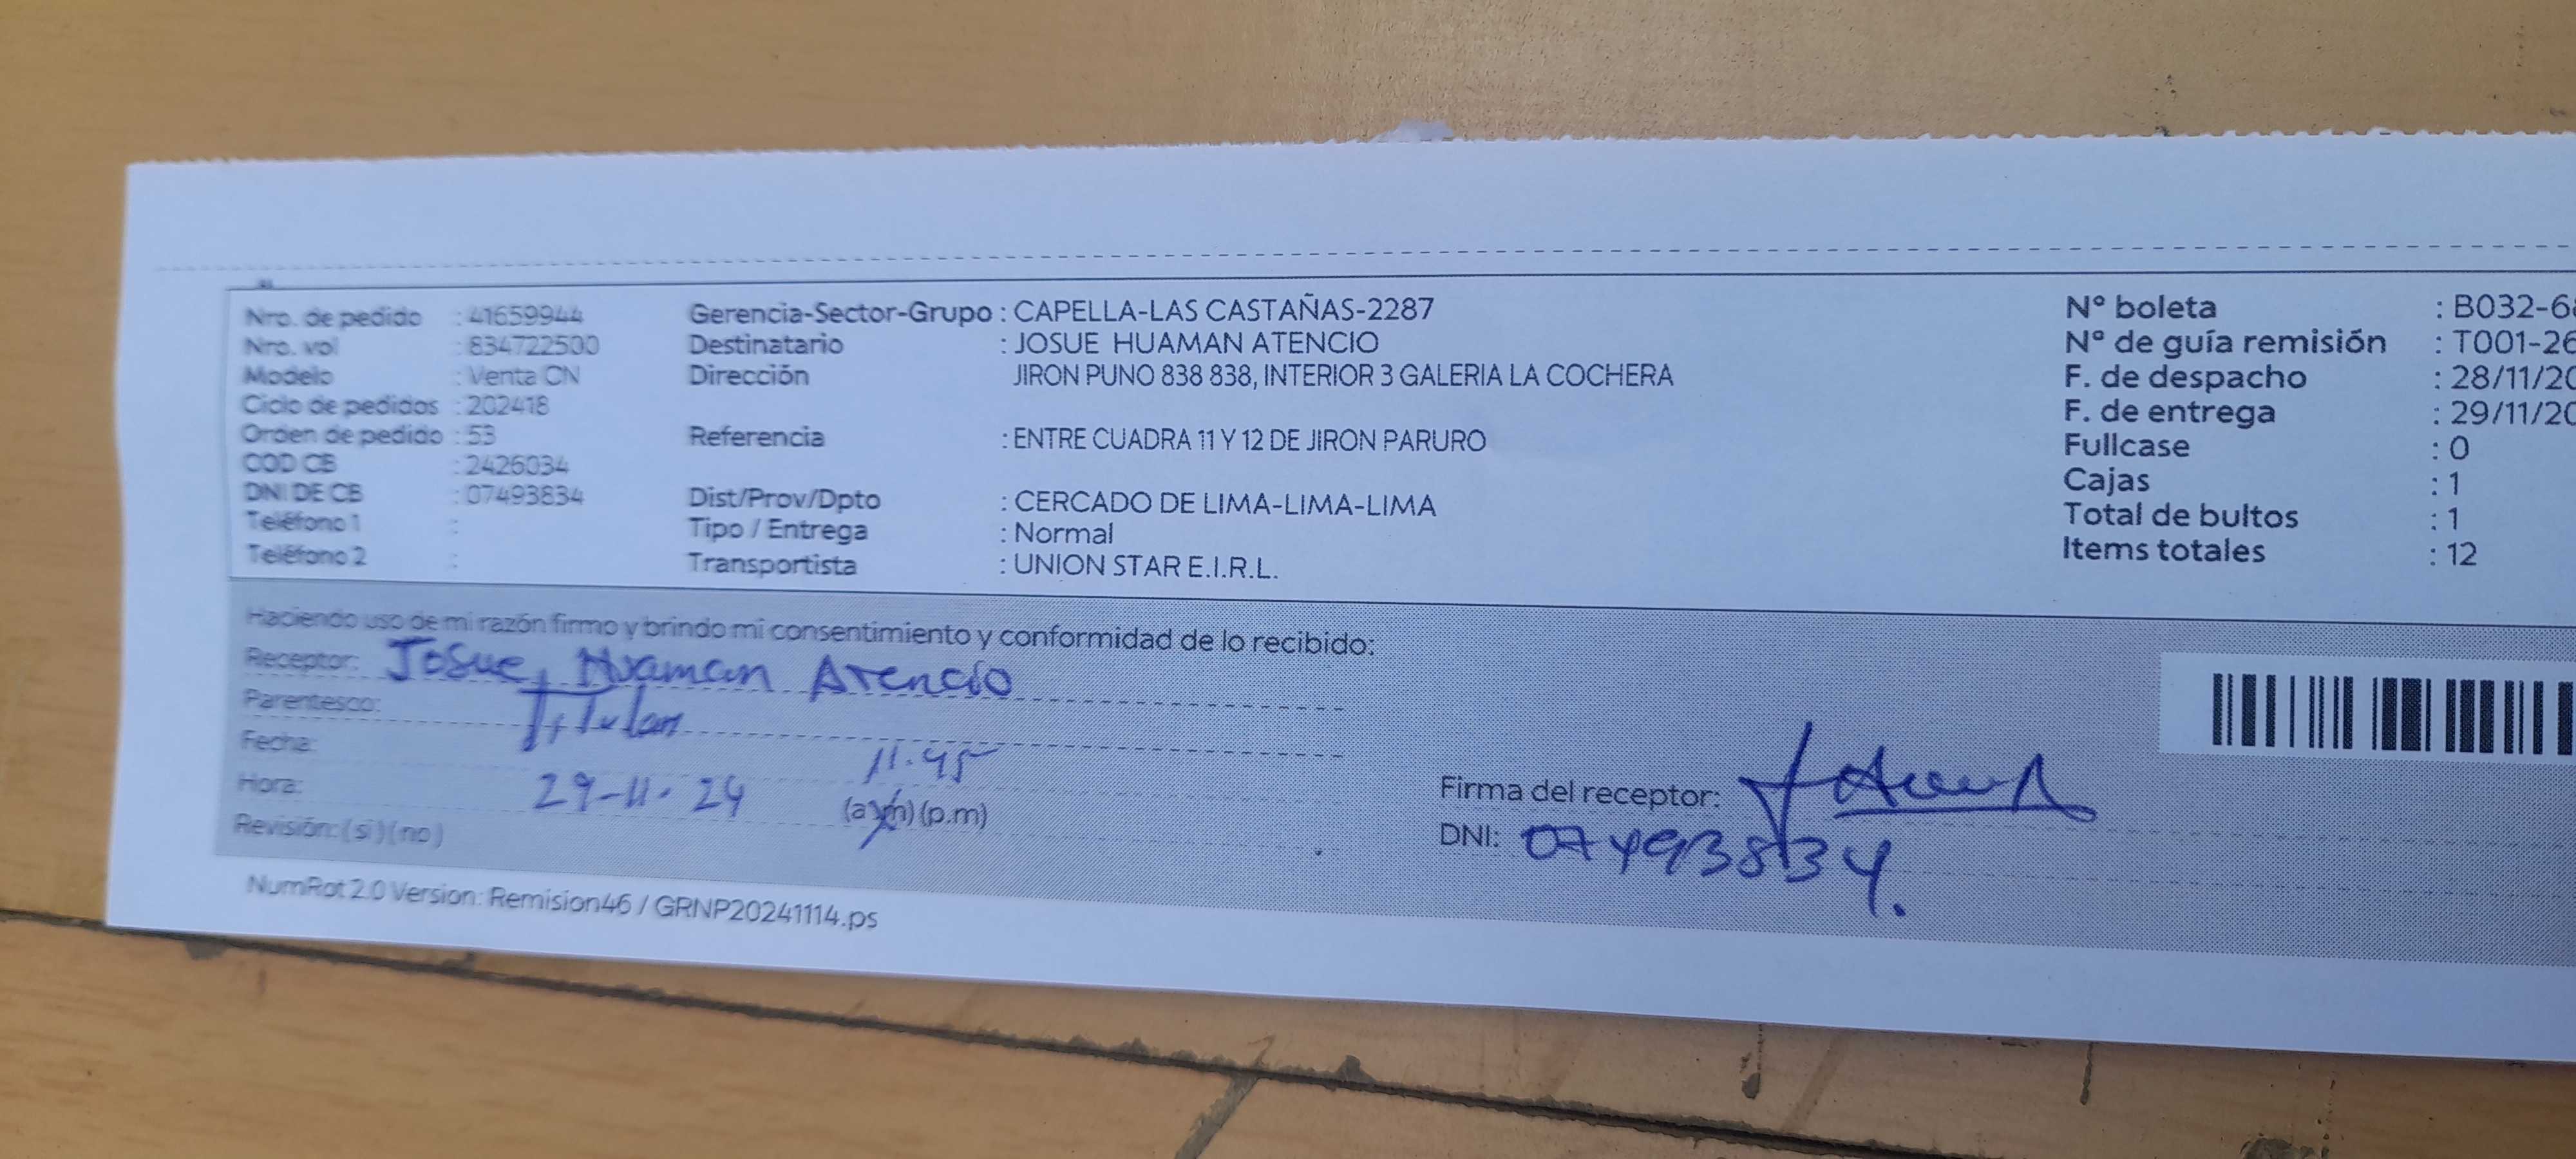 Nro. de pedido : 41659944
Nro. vol : 834722500
Modelo : Venta CN
Ciclo de pedidos : 202418
Orden de pedido : 53
COD CB : 2426034
DNI DE CB : 07493834
Teléfono 1 :
Teléfono 2 :
Gerencia-Sector-Grupo : CAPELLA-LAS CASTAÑAS-2287
Destinatario : JOSUE HUAMAN ATENCIO
Dirección JIRON PUNO 838 838, INTERIOR 3 GALERIA LA COCHERA
Referencia : ENTRE CUADRA 11 Y 12 DE JIRON PARURO
Dist/Prov/Dpto : CERCADO DE LIMA-LIMA-LIMA
Tipo / Entrega : Normal
Transportista : UNION STAR E.I.R.L.
N° boleta : B032-6
N° de guía remisión : T001-26
F. de despacho : 28/11/20
F. de entrega : 29/11/20
Fullcase : 0
Cajas : 1
Total de bultos : 1
Items totales : 12
Haciendo uso de mi razón firmo y brindo mi consentimiento y conformidad de lo recibido:
Receptor: Josue Huaman Atencio
Parentesco: Titular
Fecha: 11.45
Hora: 29-11-24 (a.m)(p.m)
Revisión: (si)(no)
Firma del receptor:
DNI: 07493834.
NumRot 2.0 Version: Remision46 / GRNP20241114.ps